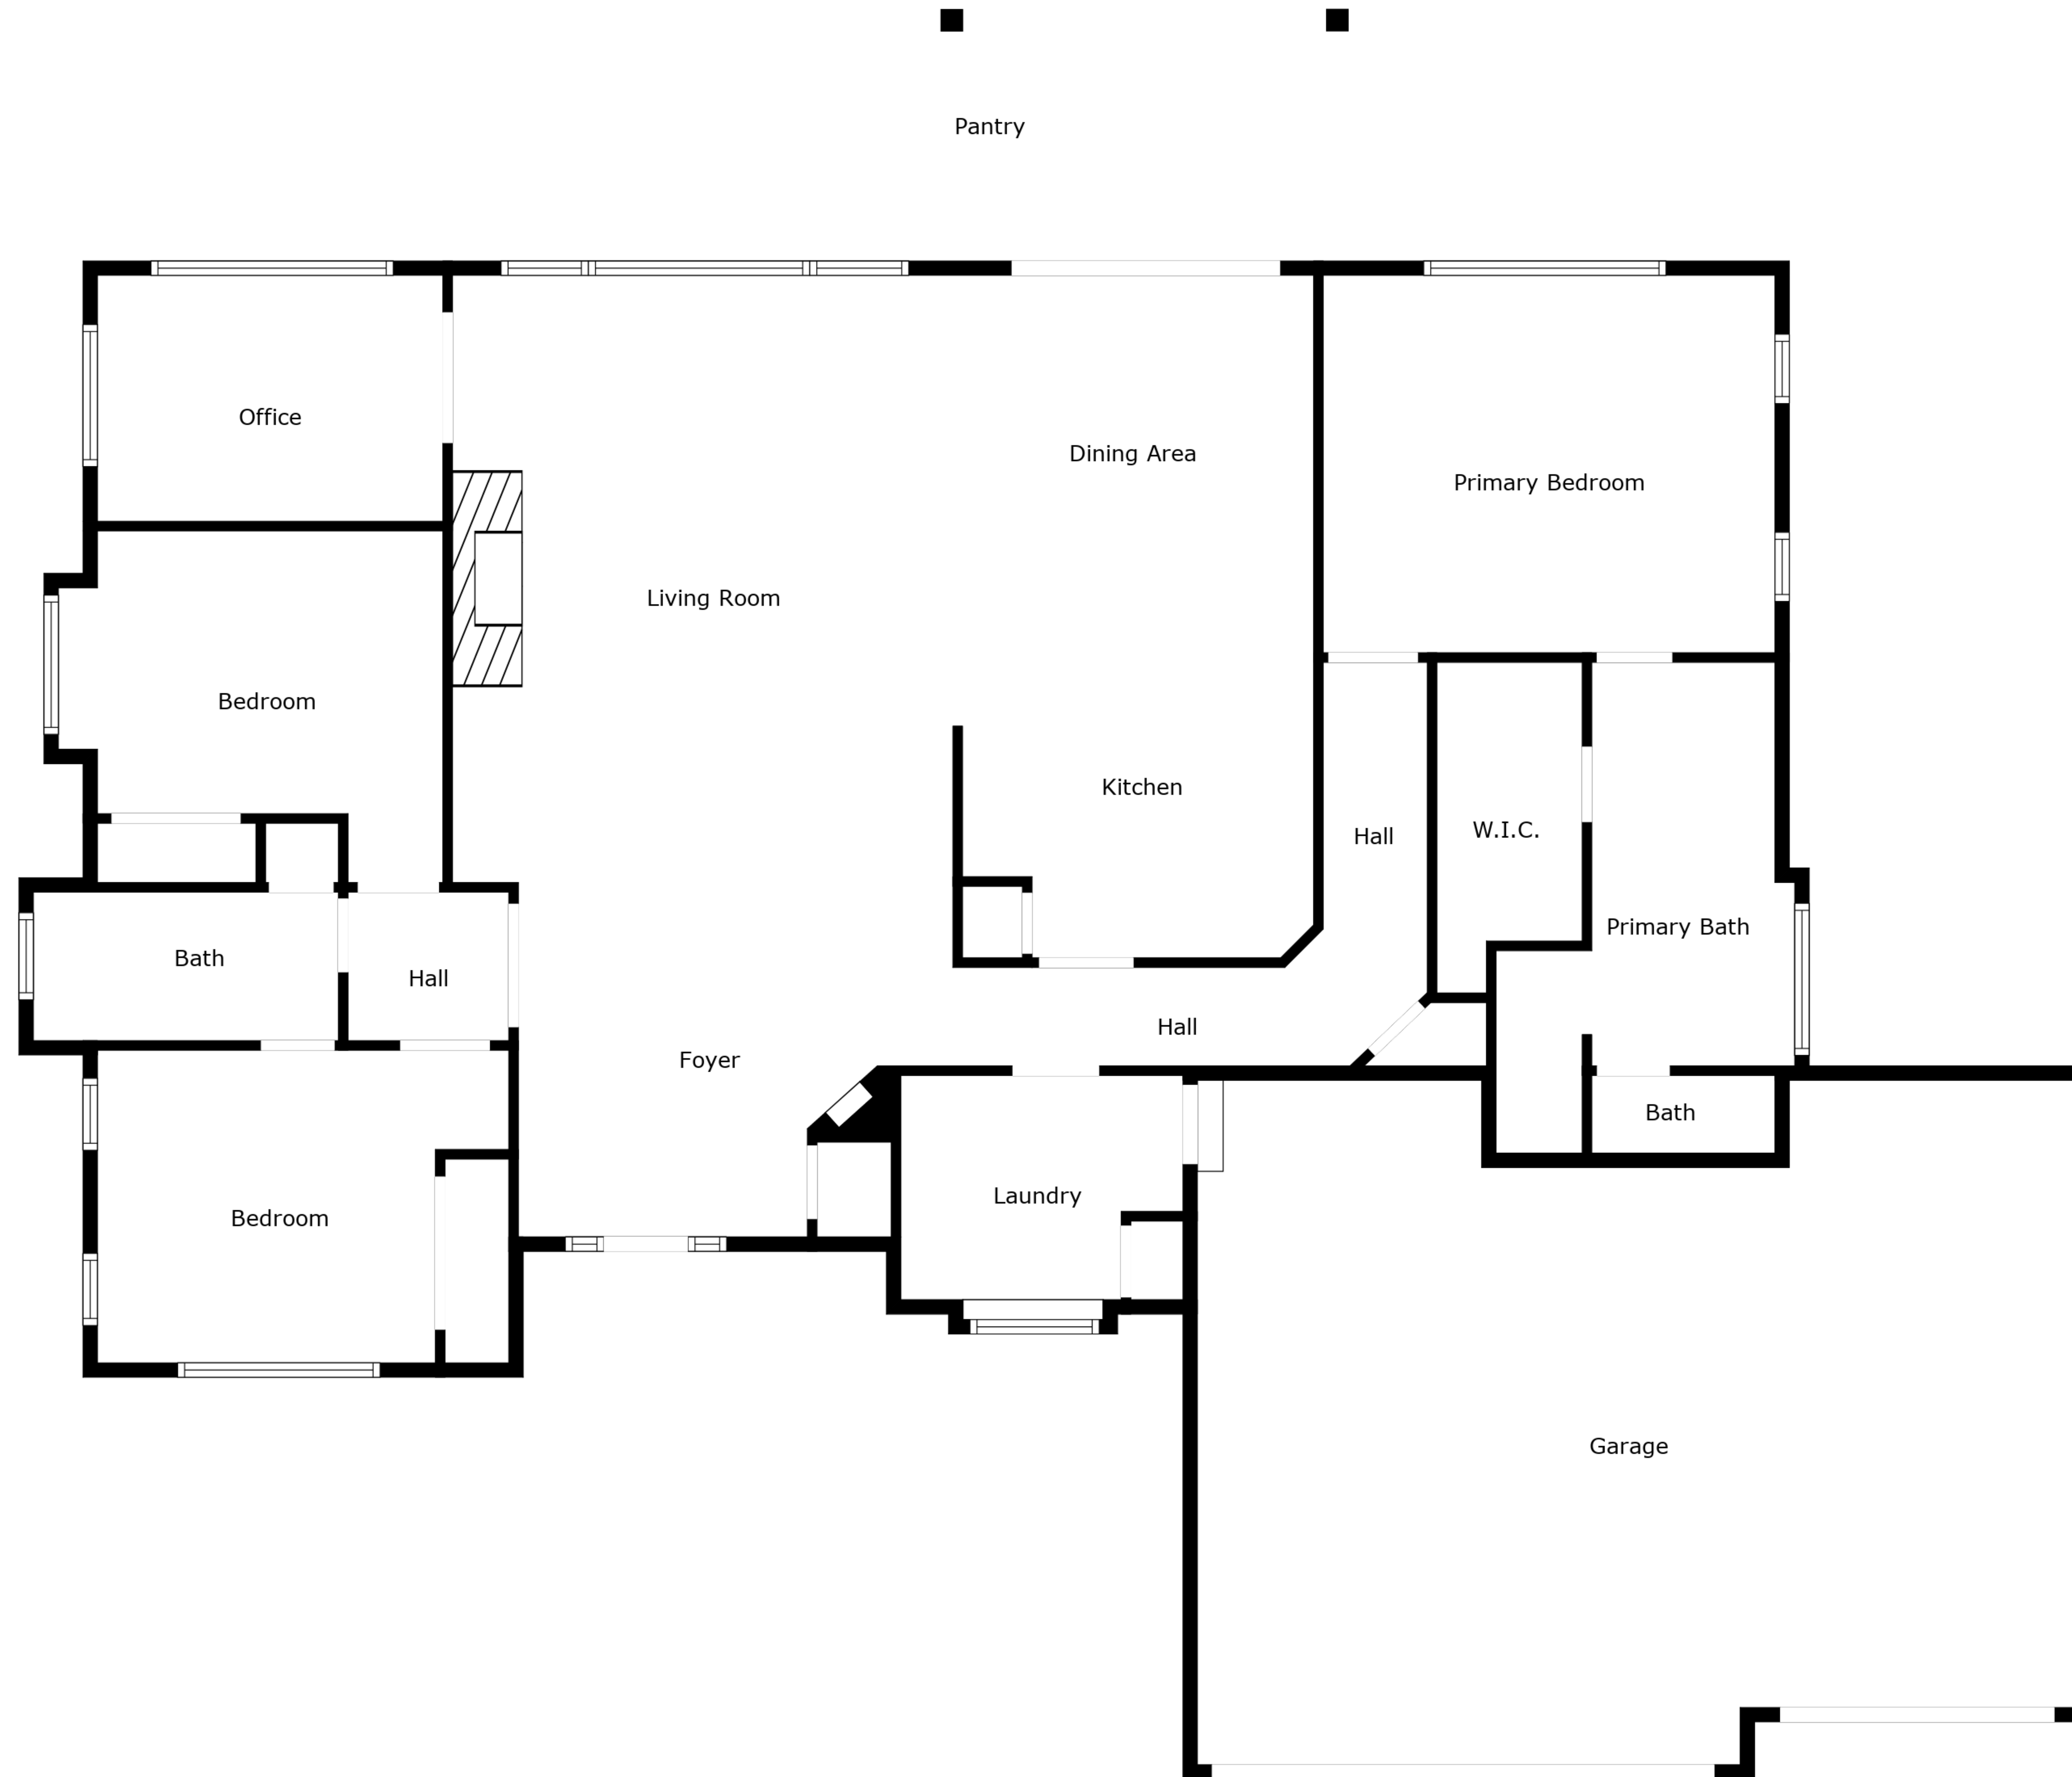 Pantry
Office
Dining Area
Primary Bedroom
Living Room
Bedroom
Kitchen
Hall
W.I.C.
Primary Bath
Bath
Hall
Hall
Foyer
Bath
Laundry
Bedroom
Garage